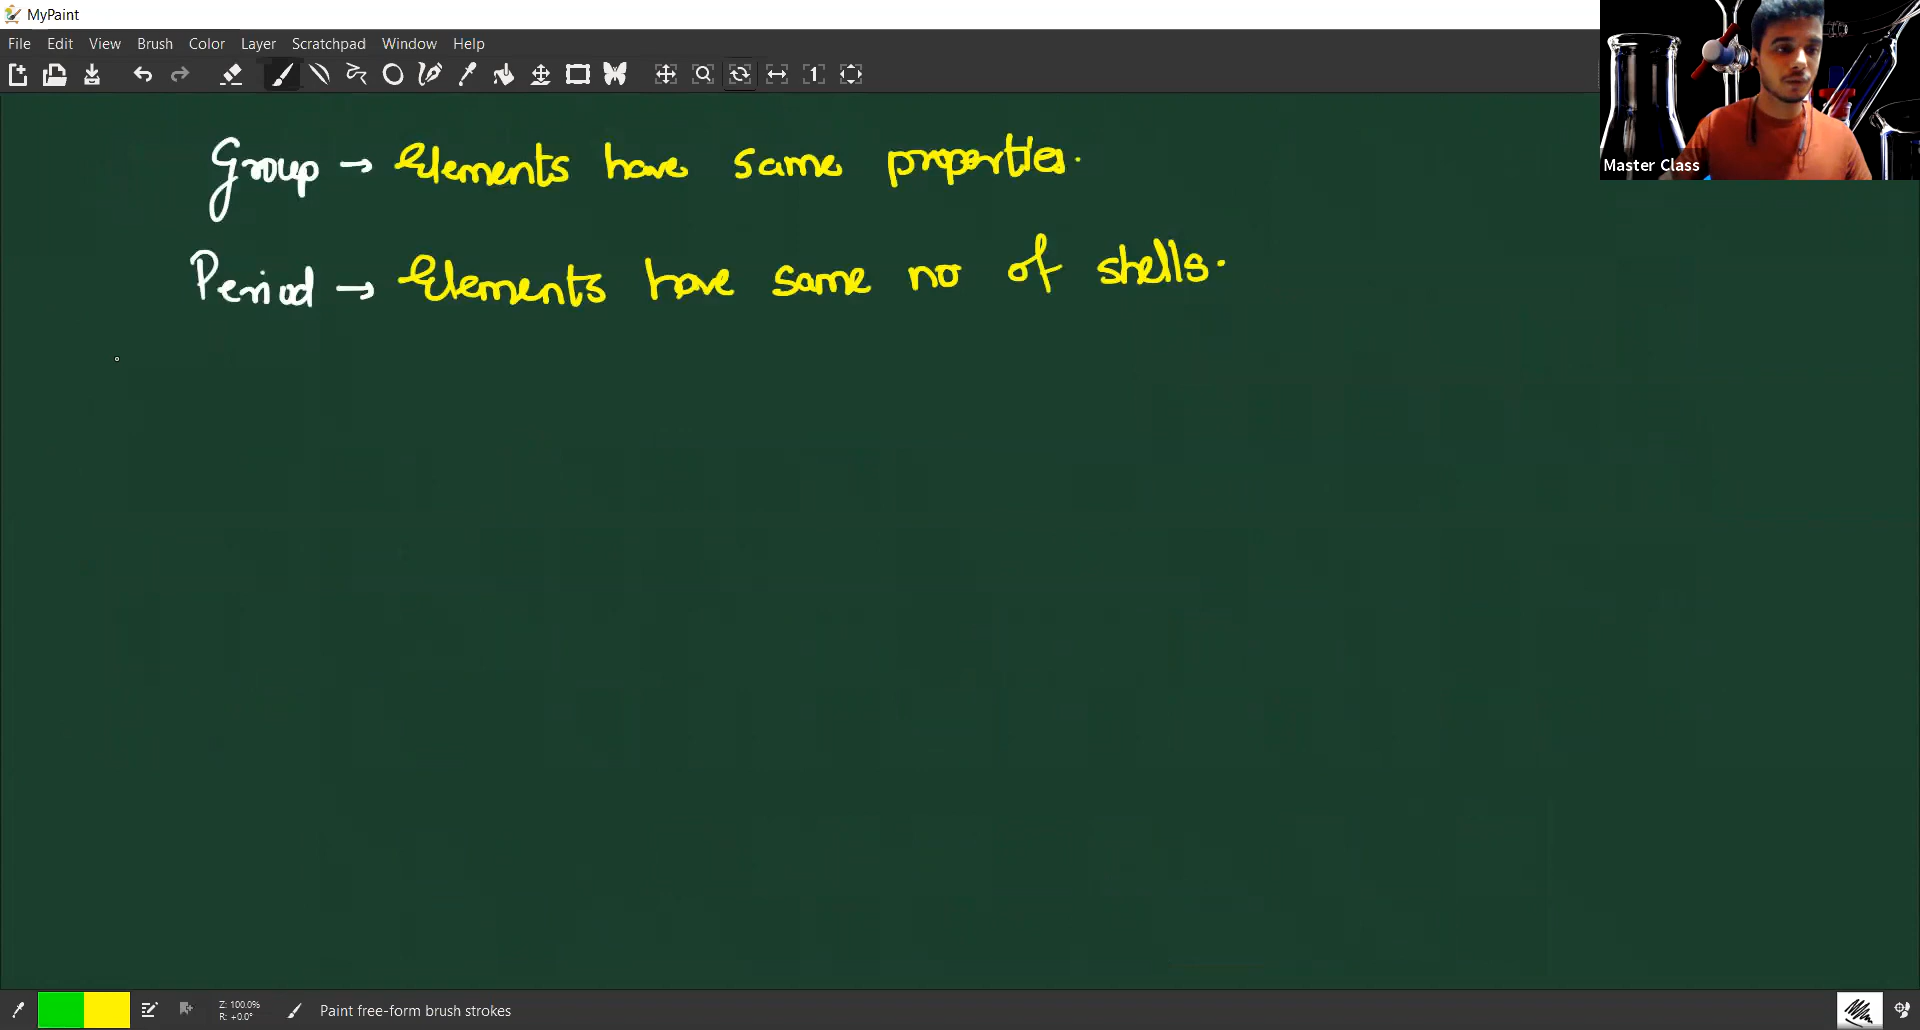 MyPaint
File Edit View Brush Color Layer Scratchpad Window Help
1
Master Class
Group → Elements have same properties.
Period → Elements have same no of shells.
Z: 100.0%
R: +0.0°
Paint free-form brush strokes